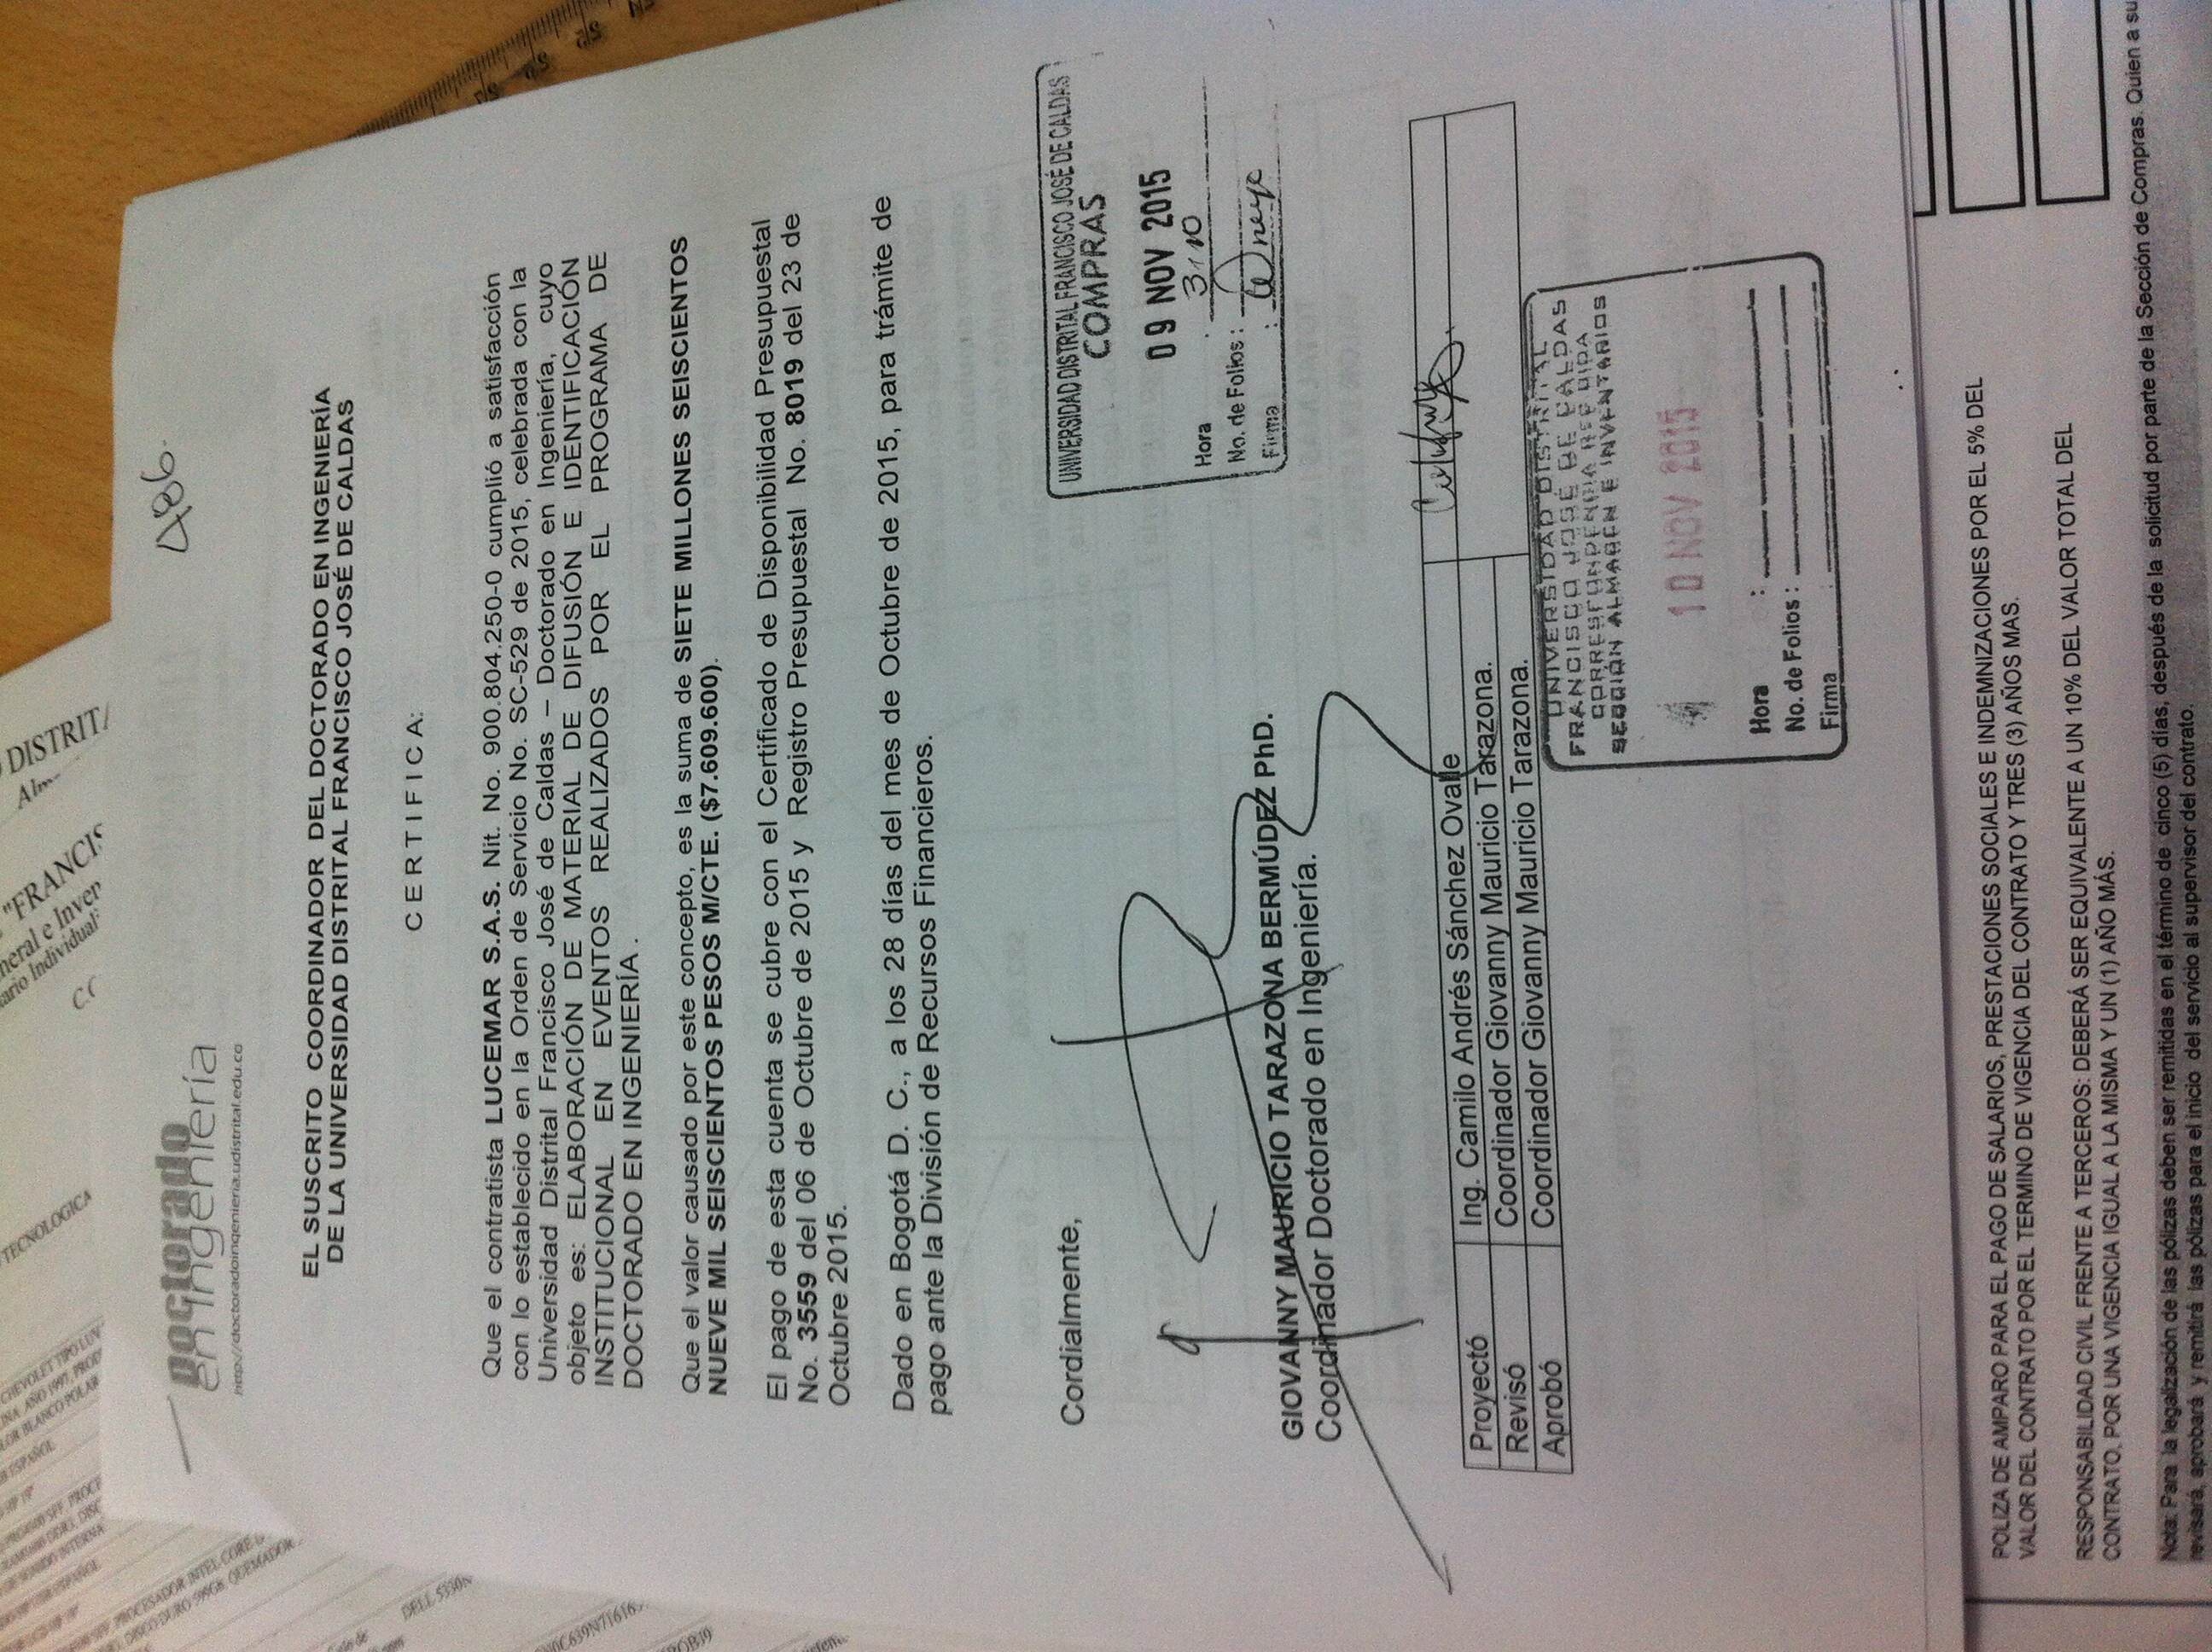 TECNOLOGICA
"FRANCIS
neral e Inver
ario Individual"
DISTRIT
DELL 5550N
486.
doctorado
en ingeniería
http://doctoradoingenieria.udistrital.edu.co
EL SUSCRITO COORDINADOR DEL DOCTORADO EN INGENIERÍA
DE LA UNIVERSIDAD DISTRITAL FRANCISCO JOSÉ DE CALDAS
CERTIFICA:
Que el contratista LUCEMAR S.A.S. Nit. No. 900.804.250-0 cumplió a satisfacción
con lo establecido en la Orden de Servicio No. SC-529 de 2015, celebrada con la
Universidad Distrital Francisco José de Caldas – Doctorado en Ingeniería, cuyo
objeto es: ELABORACIÓN DE MATERIAL DE DIFUSIÓN E IDENTIFICACIÓN
INSTITUCIONAL EN EVENTOS REALIZADOS POR EL PROGRAMA DE
DOCTORADO EN INGENIERÍA .
Que el valor causado por este concepto, es la suma de SIETE MILLONES SEISCIENTOS
NUEVE MIL SEISCIENTOS PESOS M/CTE. ($7.609.600).
El pago de esta cuenta se cubre con el Certificado de Disponibilidad Presupuestal
No. 3559 del 06 de Octubre de 2015 y Registro Presupuestal No. 8019 del 23 de
Octubre 2015.
Dado en Bogotá D. C., a los 28 días del mes de Octubre de 2015, para trámite de
pago ante la División de Recursos Financieros.
Cordialmente,
UNIVERSIDAD DISTRITAL FRANCISCO JOSÉ DE CALDAS
COMPRAS
09 NOV 2015
Hora : 3:10
No. de Folios :
Firma :
GIOVANNY MAURICIO TARAZONA BERMÚDEZ PhD.
Coordinador Doctorado en Ingeniería.
Proyectó Ing. Camilo Andrés Sánchez Ovalle
Revisó Coordinador Giovanny Mauricio Tarazona.
Aprobó Coordinador Giovanny Mauricio Tarazona.
UNIVERSIDAD DISTRITAL
FRANCISCO JOSÉ DE CALDAS
CORRESPONDENCIA RECIBIDA
SECCIÓN ALMACEN E INVENTARIOS
10 NOV 2015
Hora :
No. de Folios :
Firma :
POLIZA DE AMPARO PARA EL PAGO DE SALARIOS, PRESTACIONES SOCIALES E INDEMNIZACIONES POR EL 5% DEL
VALOR DEL CONTRATO POR EL TERMINO DE VIGENCIA DEL CONTRATO Y TRES (3) AÑOS MAS.
RESPONSABILIDAD CIVIL FRENTE A TERCEROS: DEBERÁ SER EQUIVALENTE A UN 10% DEL VALOR TOTAL DEL
CONTRATO, POR UNA VIGENCIA IGUAL A LA MISMA Y UN (1) AÑO MÁS.
Nota: Para la legalización de las pólizas deben ser remitidas en el término de cinco (5) días, después de la solicitud por parte de la Sección de Compras. Quien a su
revisará, aprobará y remitirá las pólizas para el inicio del servicio al supervisor del contrato.